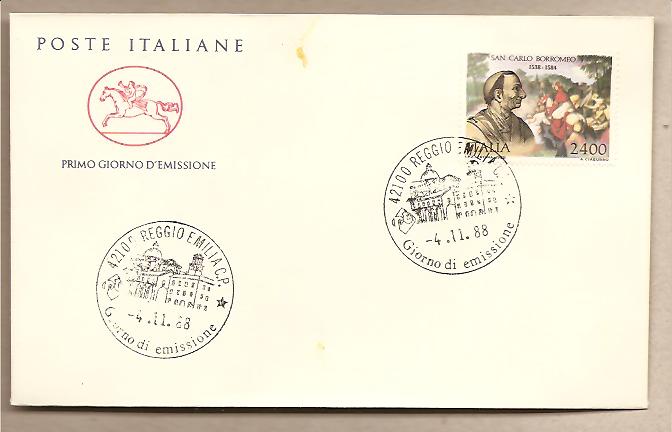 POSTE ITALIANE
PRIMO GIORNO D'EMISSIONE
SAN CARLO BORROMEO
1538 - 1584
ITALIA 2400
A. CIABURRO
42100 REGGIO EMILIA
-4.11.88
Giorno di emissione
42100 REGGIO EMILIA C.P.
-4.11.88
Giorno di emissione